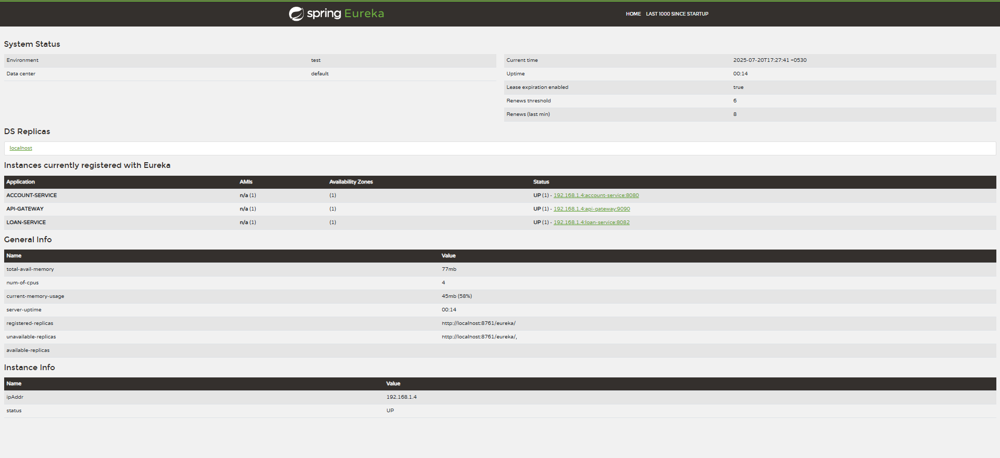 spring Eureka
HOME LAST 1000 SINCE STARTUP
System Status
Environment test
Data center default
Current time 2025-07-20T17:27:41 +0530
Uptime 00:14
Lease expiration enabled true
Renews threshold 6
Renews (last min) 8
DS Replicas
localhost
Instances currently registered with Eureka
Application AMIs Availability Zones Status
ACCOUNT-SERVICE n/a (1) (1) UP (1) - 192.168.1.4:account-service:8080
API-GATEWAY n/a (1) (1) UP (1) - 192.168.1.4:api-gateway:9090
LOAN-SERVICE n/a (1) (1) UP (1) - 192.168.1.4:loan-service:8082
General Info
Name Value
total-avail-memory 77mb
num-of-cpus 4
current-memory-usage 45mb (58%)
server-uptime 00:14
registered-replicas http://localhost:8761/eureka/
unavailable-replicas http://localhost:8761/eureka/,
available-replicas
Instance Info
Name Value
ipAddr 192.168.1.4
status UP